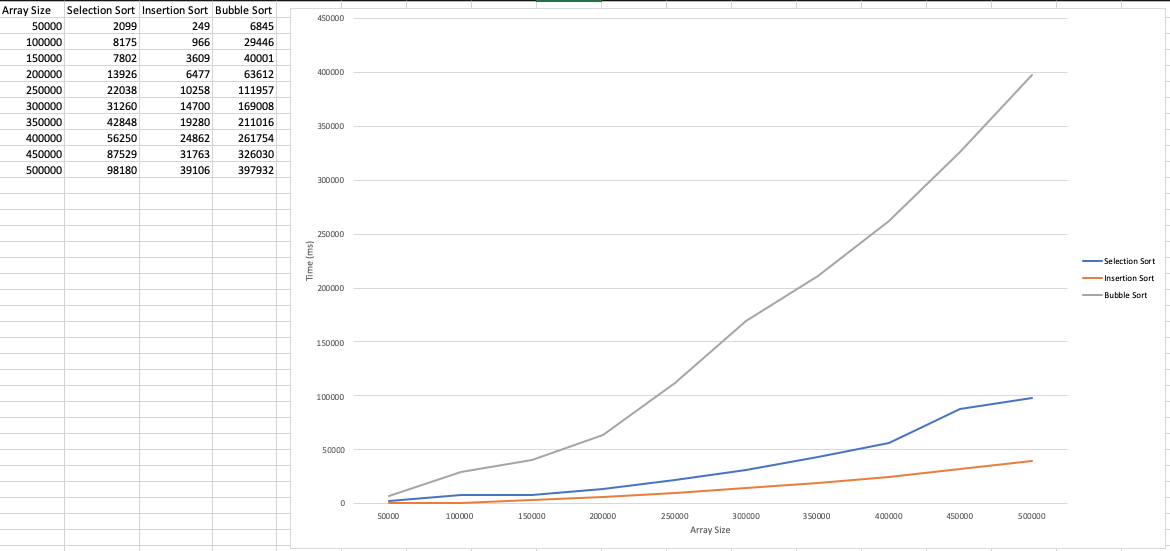 Array Size Selection Sort Insertion Sort Bubble Sort
50000 2099 249 6845
100000 8175 966 29446
150000 7802 3609 40001
200000 13926 6477 63612
250000 22038 10258 111957
300000 31260 14700 169008
350000 42848 19280 211016
400000 56250 24862 261754
450000 87529 31763 326030
500000 98180 39106 397932
450000
400000
350000
300000
250000
200000
150000
100000
50000
0
Time (ms)
50000 100000 150000 200000 250000 300000 350000 400000 450000 500000
Array Size
Selection Sort
Insertion Sort
Bubble Sort